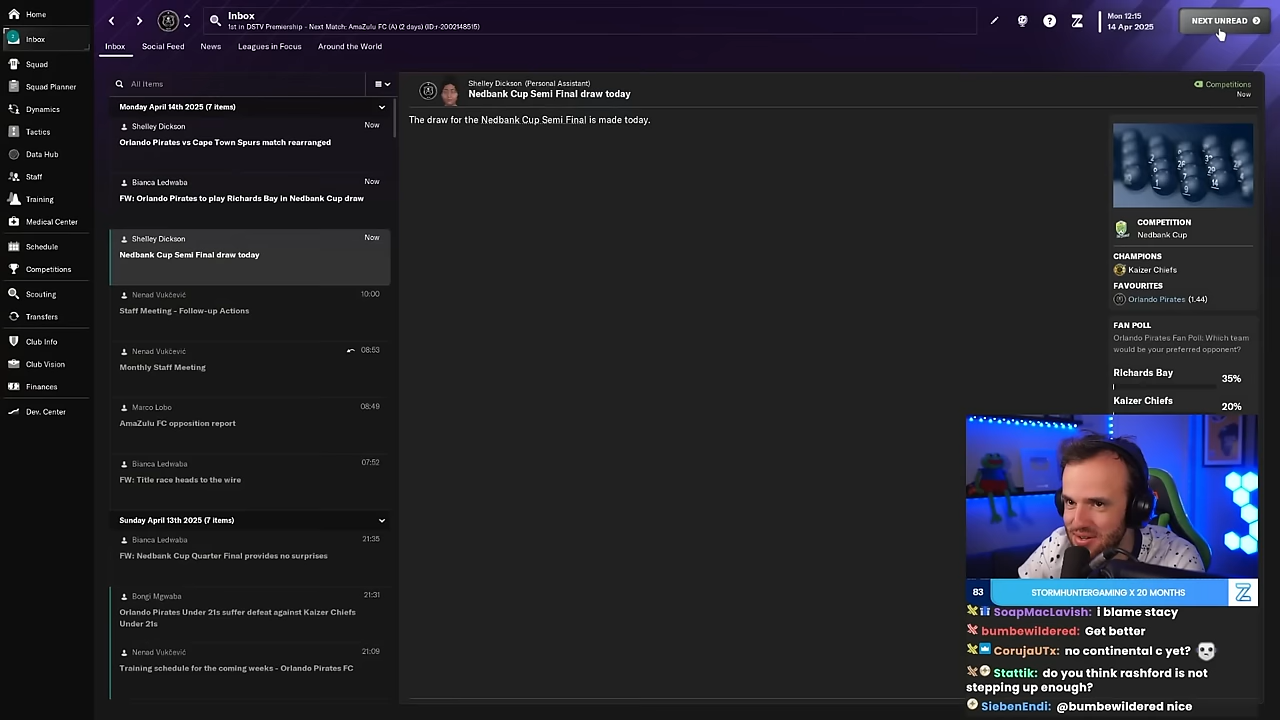 Home
Inbox
Squad
Squad Planner
Dynamics
Tactics
Data Hub
Staff
Training
Medical Center
Schedule
Competitions
Scouting
Transfers
Club Info
Club Vision
Finances
Dev. Center
Inbox
1st in DSTV Premiership - Next Match: AmaZulu FC (A) (2 days) (ID:r-2002148515)
Mon 12:15
14 Apr 2025
NEXT UNREAD
Inbox
Social Feed
News
Leagues in Focus
Around the World
All Items
Monday April 14th 2025 (7 items)
Shelley Dickson
Now
Orlando Pirates vs Cape Town Spurs match rearranged
Bianca Ledwaba
Now
FW: Orlando Pirates to play Richards Bay in Nedbank Cup draw
Shelley Dickson
Now
Nedbank Cup Semi Final draw today
Nenad Vukčević
10:00
Staff Meeting - Follow-up Actions
Nenad Vukčević
08:53
Monthly Staff Meeting
Marco Lobo
08:49
AmaZulu FC opposition report
Bianca Ledwaba
07:52
FW: Title race heads to the wire
Sunday April 13th 2025 (7 items)
Bianca Ledwaba
21:35
FW: Nedbank Cup Quarter Final provides no surprises
Bongi Mgwaba
21:31
Orlando Pirates Under 21s suffer defeat against Kaizer Chiefs
Under 21s
Nenad Vukčević
21:09
Training schedule for the coming weeks - Orlando Pirates FC
Shelley Dickson (Personal Assistant)
Nedbank Cup Semi Final draw today
Competitions
Now
The draw for the Nedbank Cup Semi Final is made today.
COMPETITION
Nedbank Cup
CHAMPIONS
Kaizer Chiefs
FAVOURITES
Orlando Pirates (1.44)
FAN POLL
Orlando Pirates Fan Poll: Which team
would be your preferred opponent?
Richards Bay
35%
Kaizer Chiefs
20%
83
STORMHUNTERGAMING X 20 MONTHS
SoapMacLavish: i blame stacy
bumbewildered: Get better
CorujaUTx: no continental c yet?
Stattik: do you think rashford is not
stepping up enough?
SiebenEndi: @bumbewildered nice